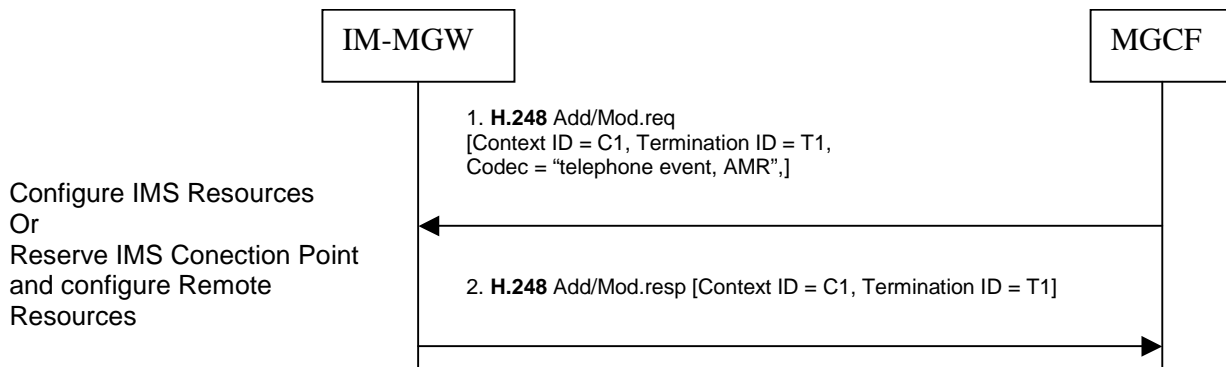 IM-MGW
MGCF
1. H.248 Add/Mod.req
[Context ID = C1, Termination ID = T1,
Codec = “telephone event, AMR”,]
Configure IMS Resources
Or
Reserve IMS Conection Point
and configure Remote
Resources
2. H.248 Add/Mod.resp [Context ID = C1, Termination ID = T1]